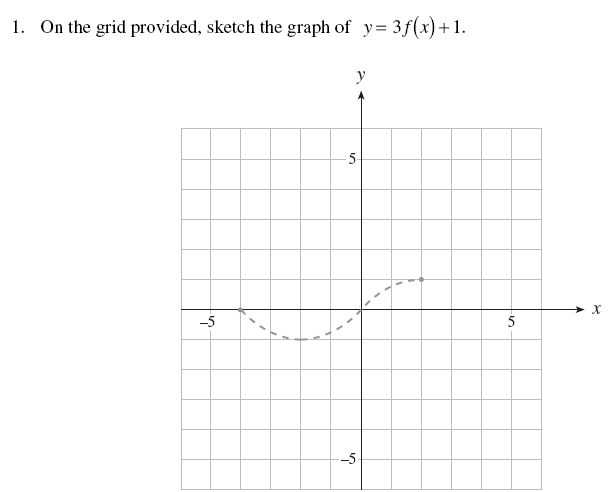 1. On the grid provided, sketch the graph of y = 3f(x) + 1.
y
5
x
–5
5
–5